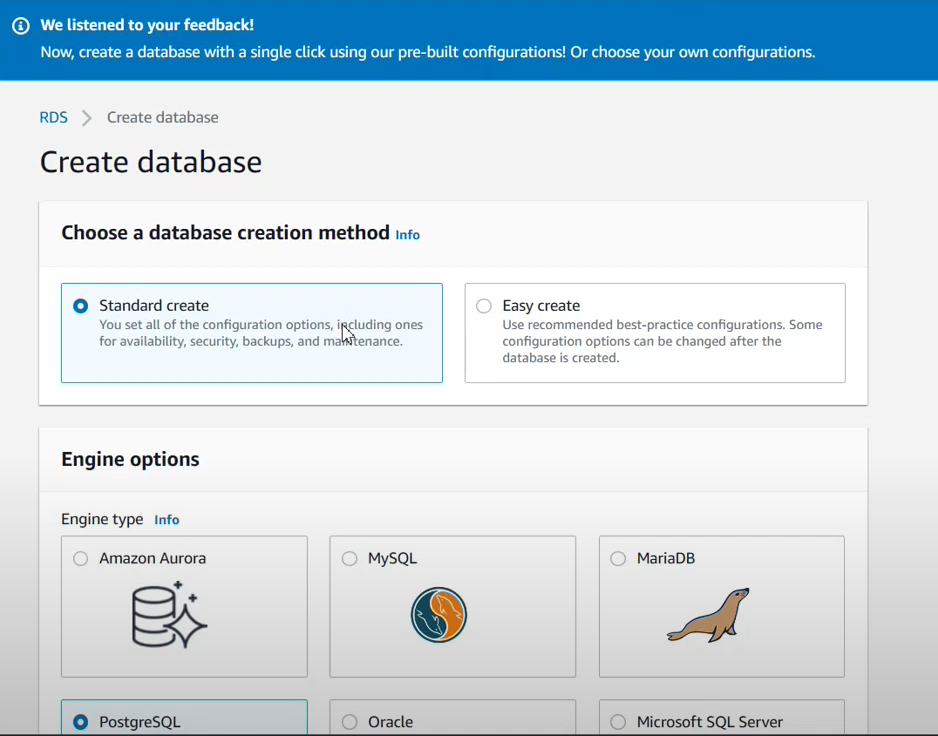 We listened to your feedback!
Now, create a database with a single click using our pre-built configurations! Or choose your own configurations.
RDS > Create database
Create database
Choose a database creation method Info
Standard create
You set all of the configuration options, including ones
for availability, security, backups, and maintenance.
Easy create
Use recommended best-practice configurations. Some
configuration options can be changed after the
database is created.
Engine options
Engine type Info
Amazon Aurora
MySQL
MariaDB
PostgreSQL
Oracle
Microsoft SQL Server